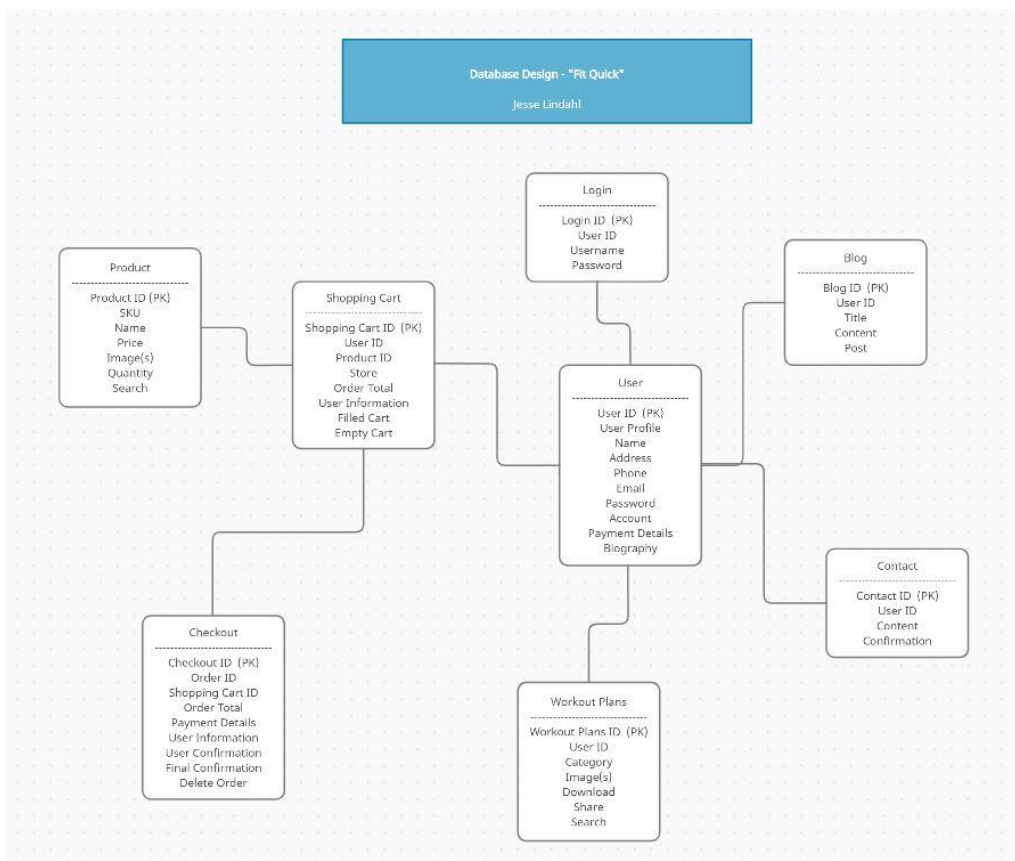 Database Design - "Fit Quick"
Jesse Lindahl
Login
Login ID (PK)
User ID
Username
Password
Product
Product ID (PK)
SKU
Name
Price
Image(s)
Quantity
Search
Shopping Cart
Shopping Cart ID (PK)
User ID
Product ID
Store
Order Total
User Information
Filled Cart
Empty Cart
Blog
Blog ID (PK)
User ID
Title
Content
Post
User
User ID (PK)
User Profile
Name
Address
Phone
Email
Password
Account
Payment Details
Biography
Contact
Contact ID (PK)
User ID
Content
Confirmation
Checkout
Checkout ID (PK)
Order ID
Shopping Cart ID
Order Total
Payment Details
User Information
User Confirmation
Final Confirmation
Delete Order
Workout Plans
Workout Plans ID (PK)
User ID
Category
Image(s)
Download
Share
Search